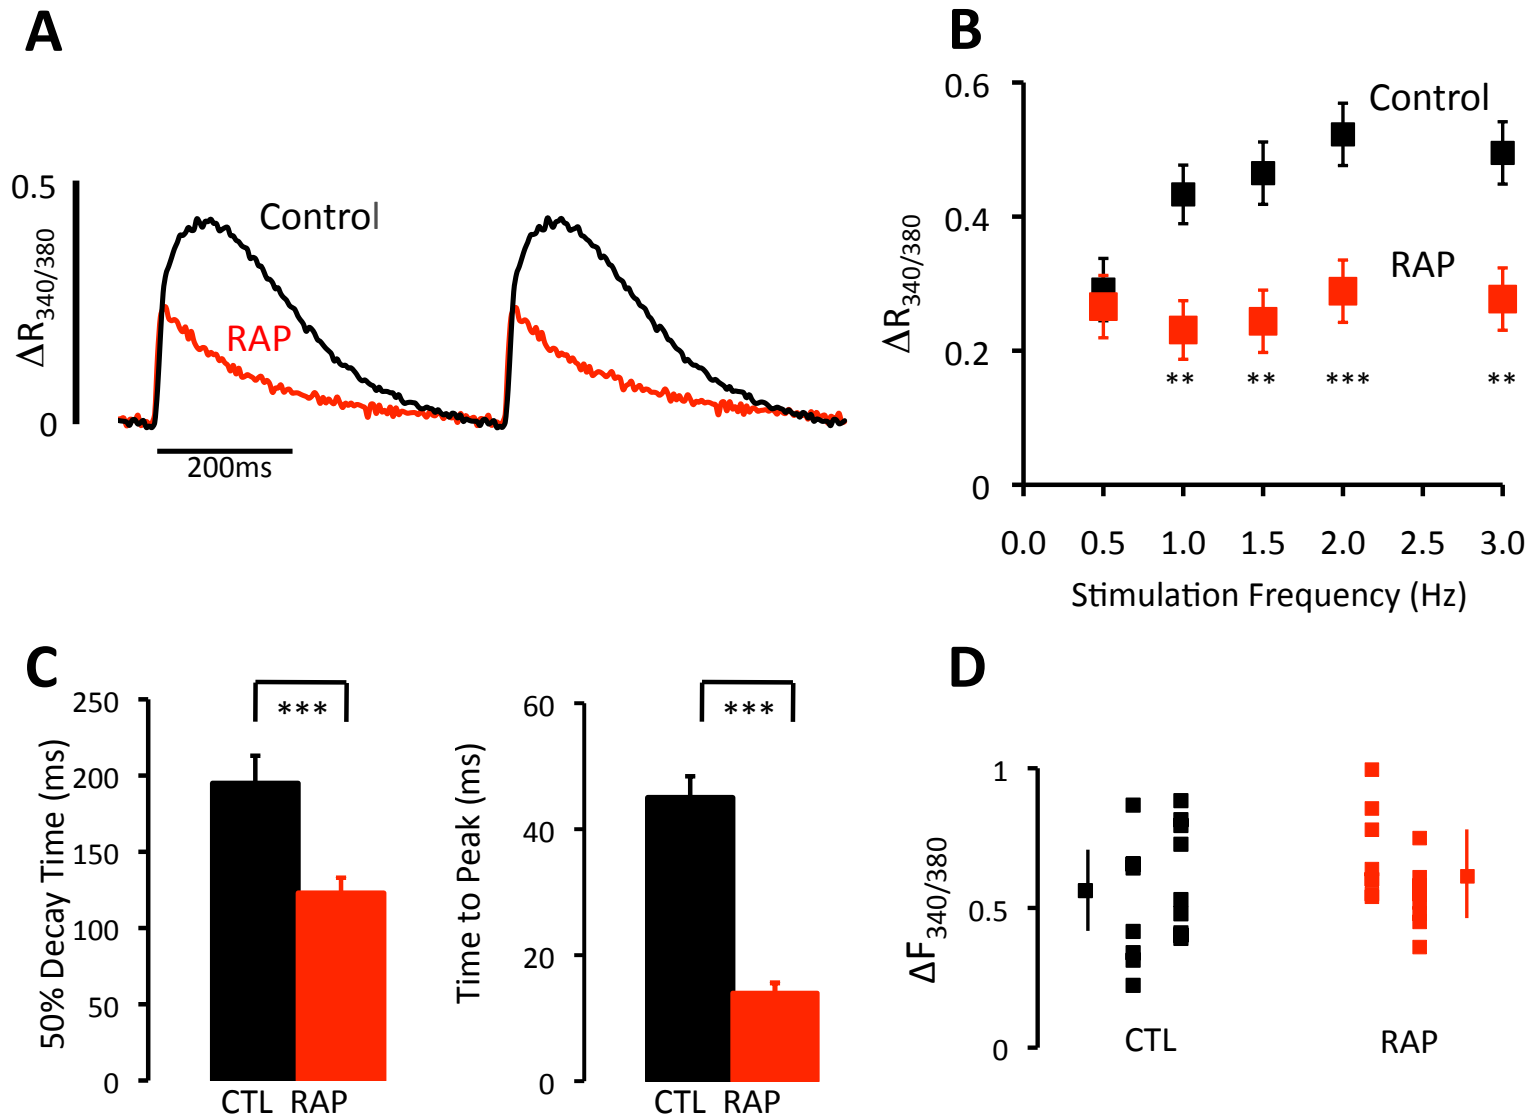 A
0.5
ΔR340/380
0
Control
RAP
200ms
B
0.6
0.4
0.2
0
ΔR340/380
Control
RAP
** ** *** **
0.0 0.5 1.0 1.5 2.0 2.5 3.0
Stimulation Frequency (Hz)
C
250
200
150
100
50
0
50% Decay Time (ms)
***
CTL RAP
60
40
20
0
Time to Peak (ms)
***
CTL RAP
D
1
0.5
0
ΔF340/380
CTL
RAP